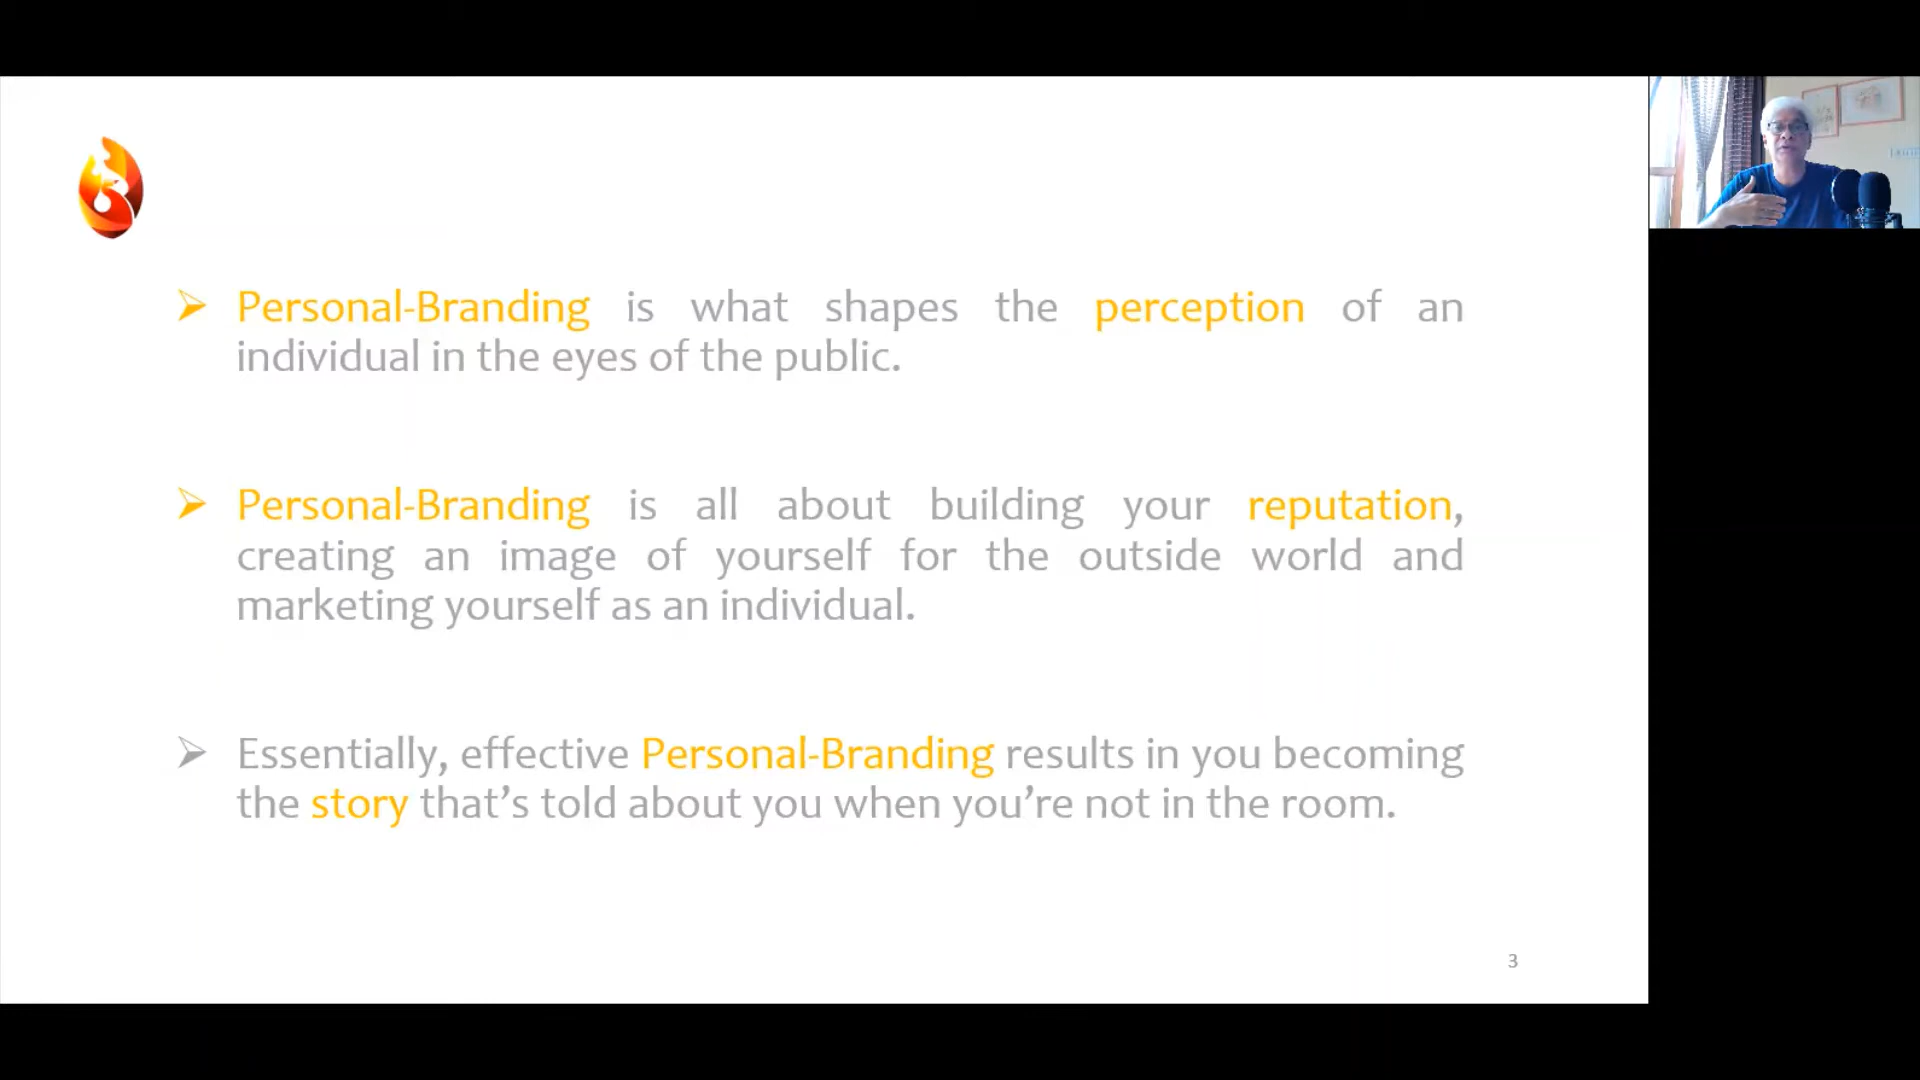 Personal-Branding is what shapes the perception of an
individual in the eyes of the public.
Personal-Branding is all about building your reputation,
creating an image of yourself for the outside world and
marketing yourself as an individual.
Essentially, effective Personal-Branding results in you becoming
the story that’s told about you when you’re not in the room.
3